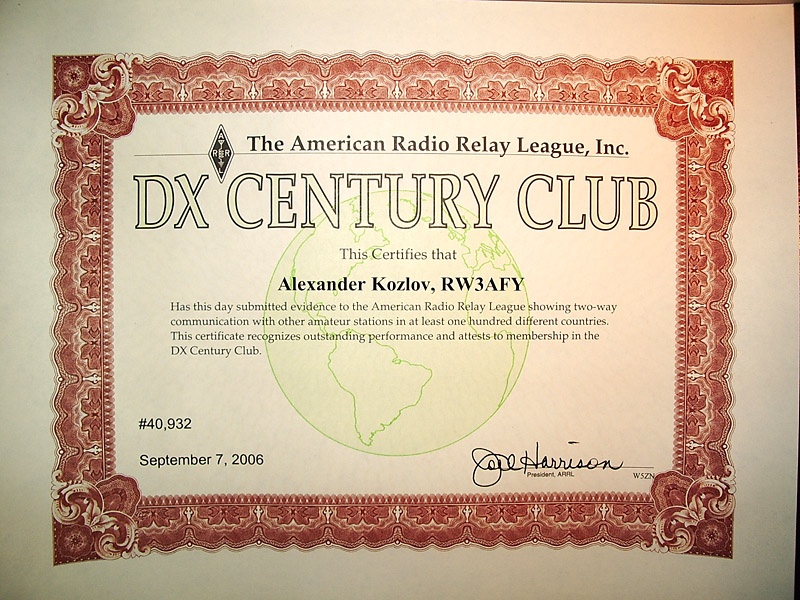 The American Radio Relay League, Inc.
DX CENTURY CLUB
This Certifies that
Alexander Kozlov, RW3AFY
Has this day submitted evidence to the American Radio Relay League showing two-way
communication with other amateur stations in at least one hundred different countries.
This certificate recognizes outstanding performance and attests to membership in the
DX Century Club.
#40,932
September 7, 2006
Joel Harrison
President, ARRL
W5ZN